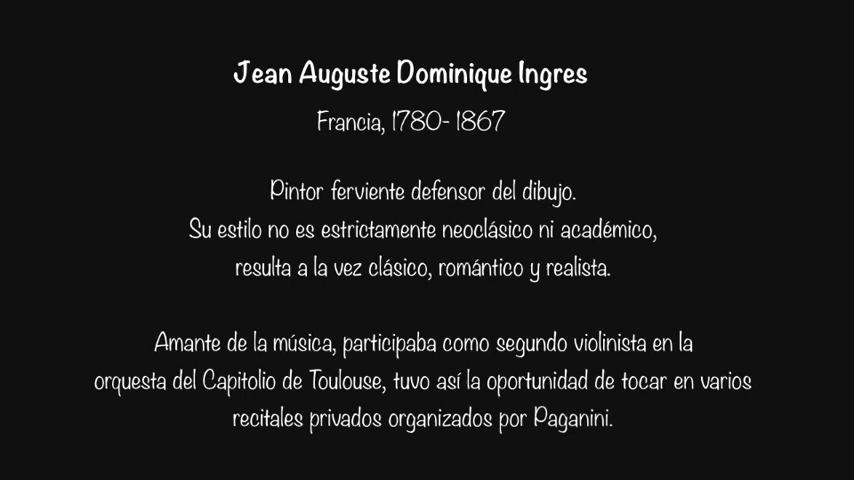 Jean Auguste Dominique Ingres
Francia, 1780- 1867
Pintor ferviente defensor del dibujo.
Su estilo no es estrictamente neoclásico ni académico,
resulta a la vez clásico, romántico y realista.
Amante de la música, participaba como segundo violinista en la
orquesta del Capitolio de Toulouse, tuvo así la oportunidad de tocar en varios
recitales privados organizados por Paganini.